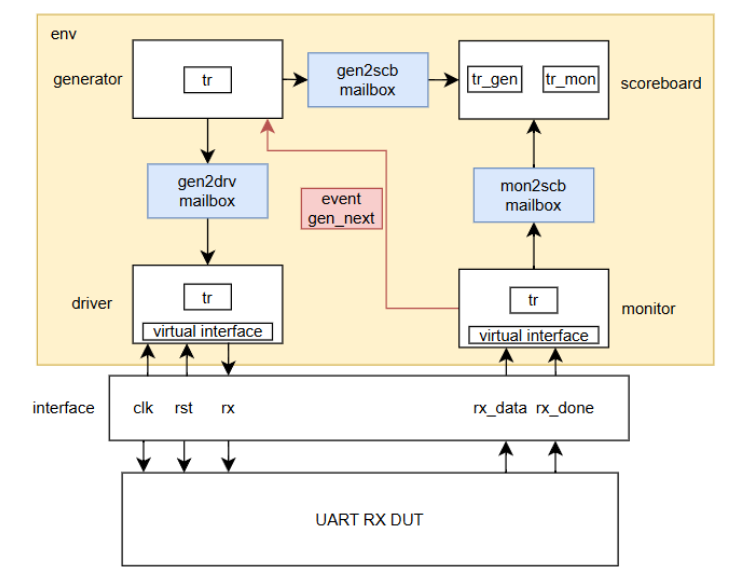 env
generator
tr
gen2scb
mailbox
tr_gen
tr_mon
scoreboard
gen2drv
mailbox
event
gen_next
mon2scb
mailbox
driver
tr
virtual interface
tr
virtual interface
monitor
interface
clk
rst
rx
rx_data
rx_done
UART RX DUT